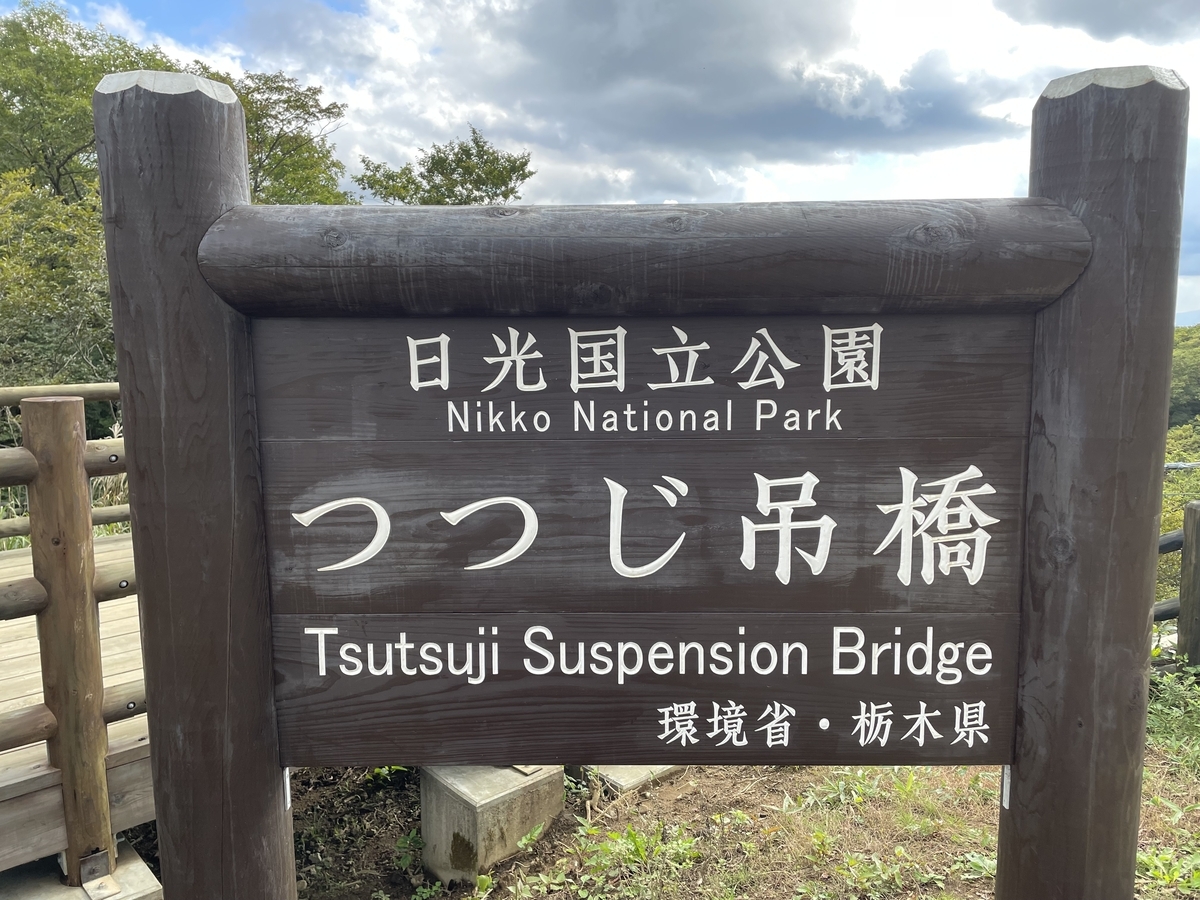 日光国立公園
Nikko National Park
つつじ吊橋
Tsutsuji Suspension Bridge
環境省・栃木県